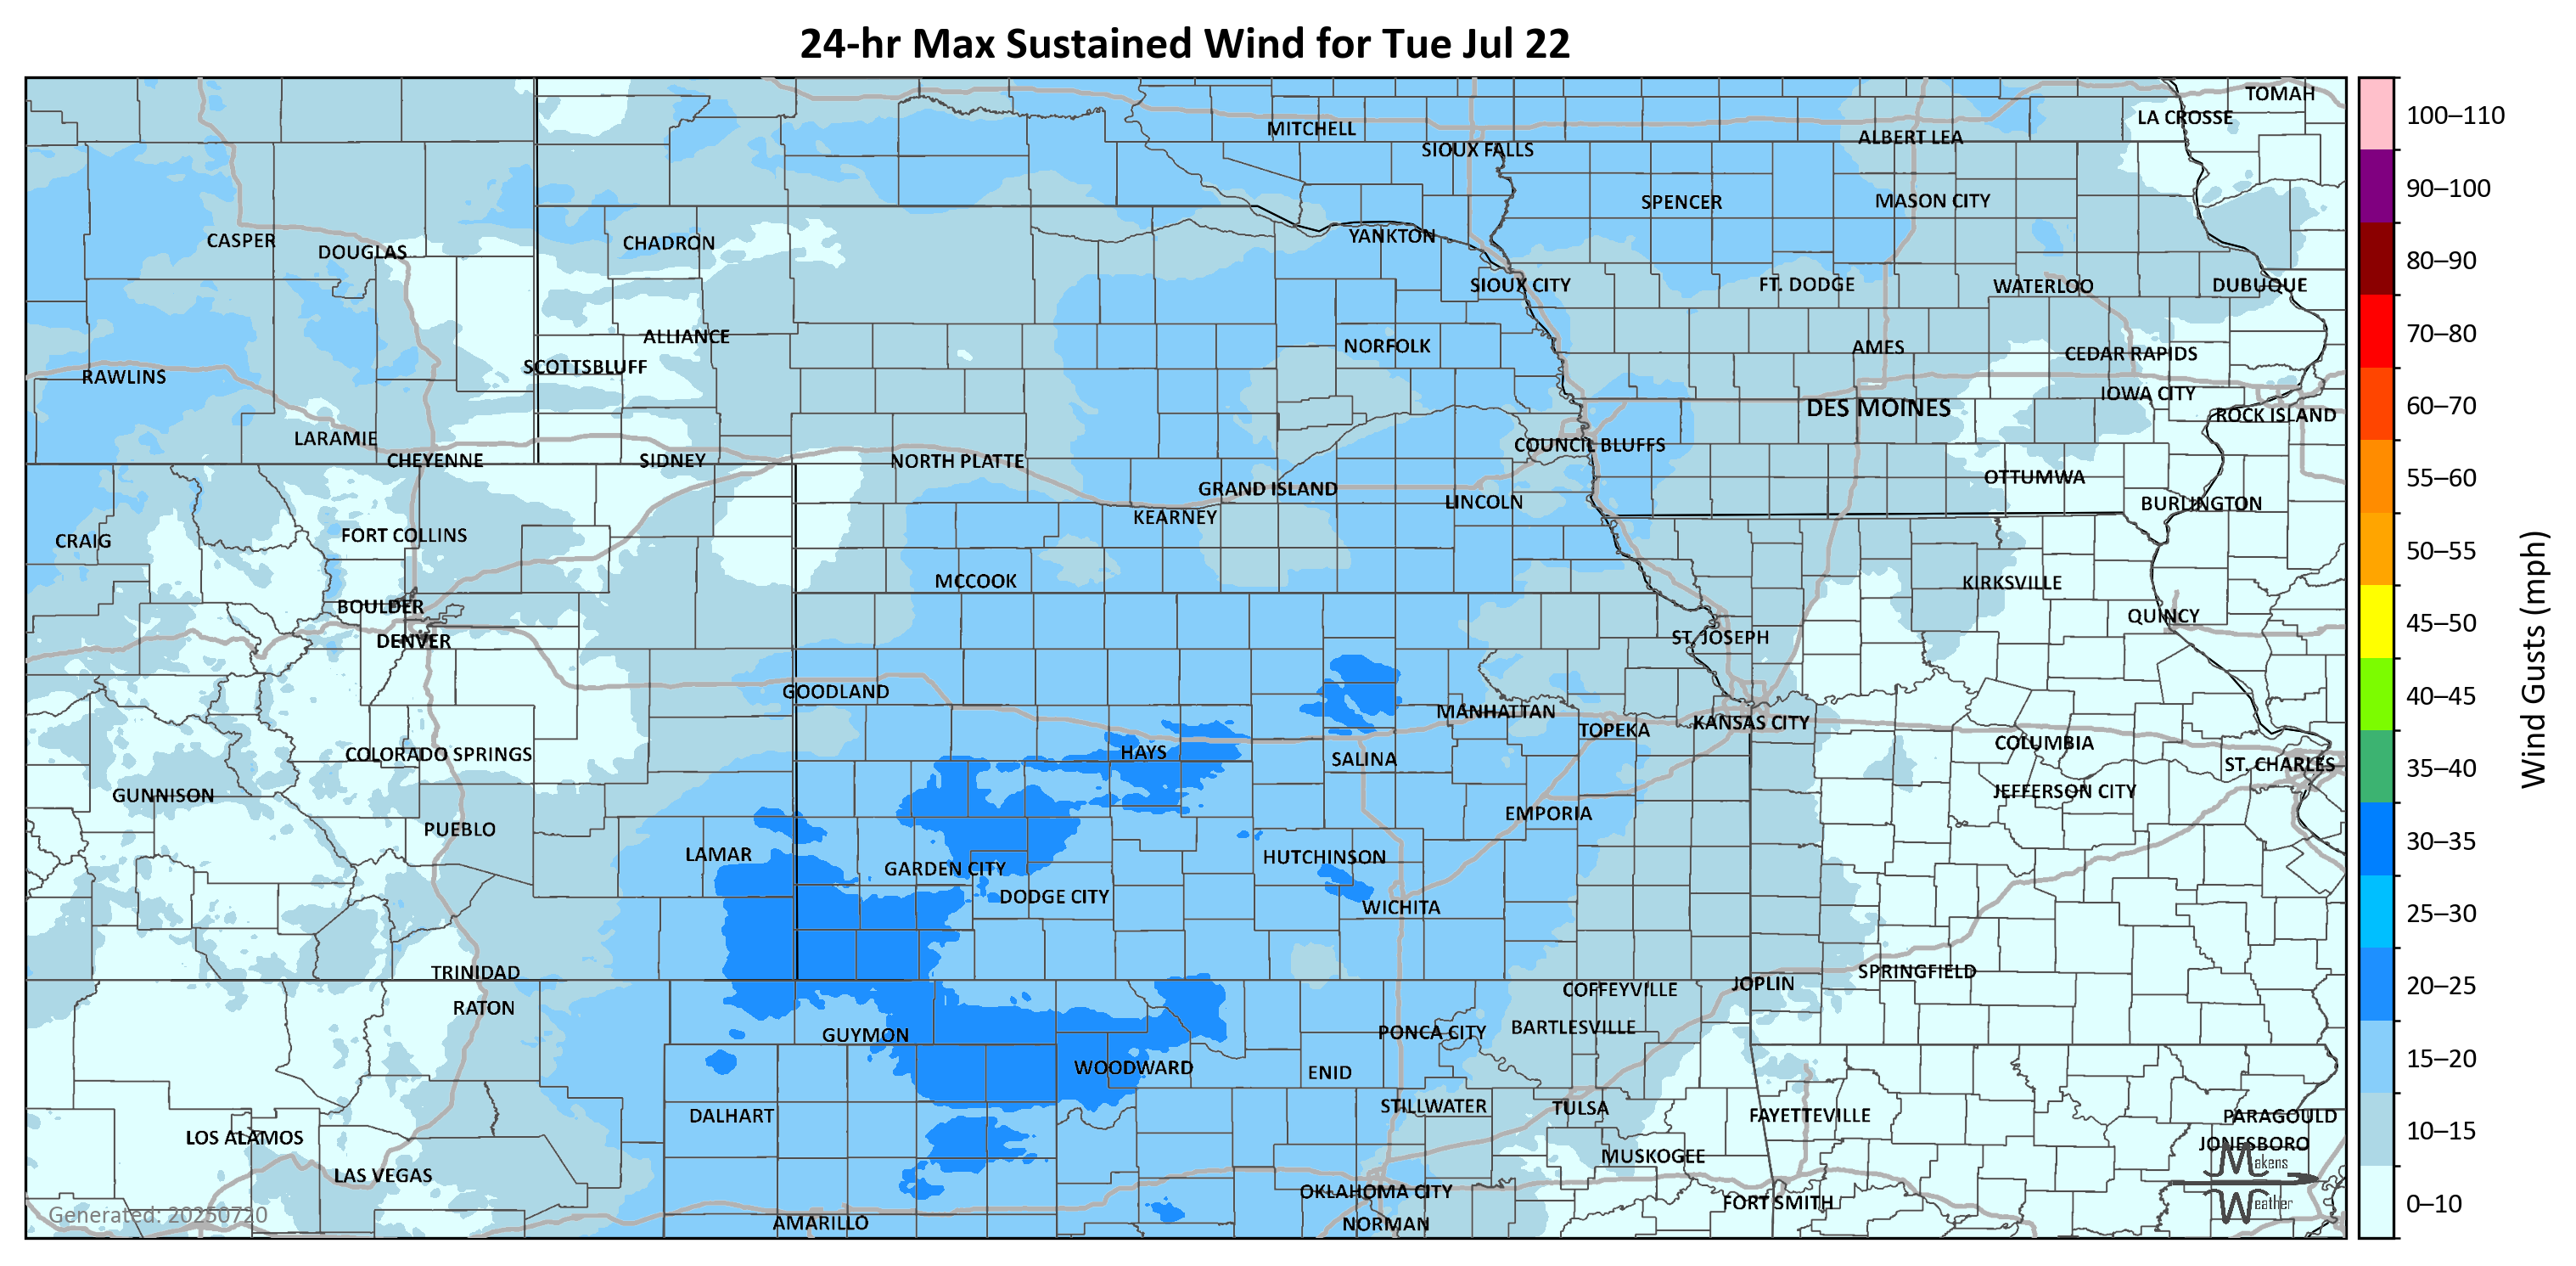 24-hr Max Sustained Wind for Tue Jul 22
TOMAH
LA CROSSE
MITCHELL
ALBERT LEA
SIOUX FALLS
SPENCER
MASON CITY
CASPER
DOUGLAS
CHADRON
YANKTON
SIOUX CITY
FT. DODGE
WATERLOO
DUBUQUE
ALLIANCE
NORFOLK
AMES
CEDAR RAPIDS
SCOTTSBLUFF
RAWLINS
IOWA CITY
DES MOINES
ROCK ISLAND
LARAMIE
COUNCIL BLUFFS
CHEYENNE
SIDNEY
NORTH PLATTE
OTTUMWA
GRAND ISLAND
LINCOLN
BURLINGTON
KEARNEY
CRAIG
FORT COLLINS
MCCOOK
KIRKSVILLE
BOULDER
QUINCY
DENVER
ST. JOSEPH
GOODLAND
MANHATTAN
TOPEKA
KANSAS CITY
COLUMBIA
COLORADO SPRINGS
HAYS
SALINA
ST. CHARLES
GUNNISON
JEFFERSON CITY
EMPORIA
PUEBLO
LAMAR
HUTCHINSON
GARDEN CITY
DODGE CITY
WICHITA
TRINIDAD
SPRINGFIELD
JOPLIN
COFFEYVILLE
RATON
BARTLESVILLE
PONCA CITY
GUYMON
WOODWARD
ENID
STILLWATER
TULSA
DALHART
FAYETTEVILLE
PARAGOULD
LOS ALAMOS
JONESBORO
MUSKOGEE
LAS VEGAS
OKLAHOMA CITY
FORT SMITH
AMARILLO
NORMAN
Generated: 20250720
Makens
Weather
100–110
90–100
80–90
70–80
60–70
55–60
50–55
45–50
40–45
35–40
30–35
25–30
20–25
15–20
10–15
0–10
Wind Gusts (mph)